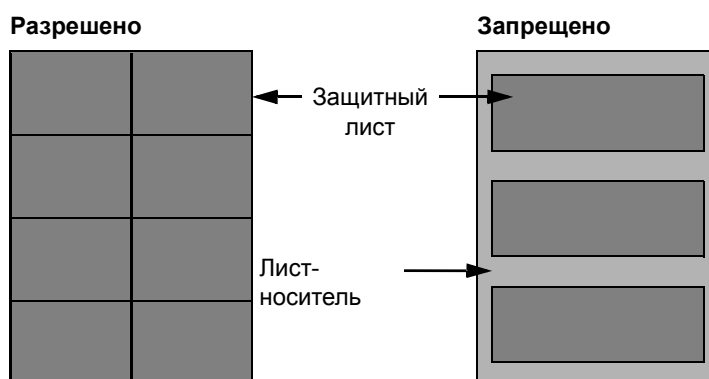 Разрешено
Запрещено
Защитный
лист
Лист-
носитель